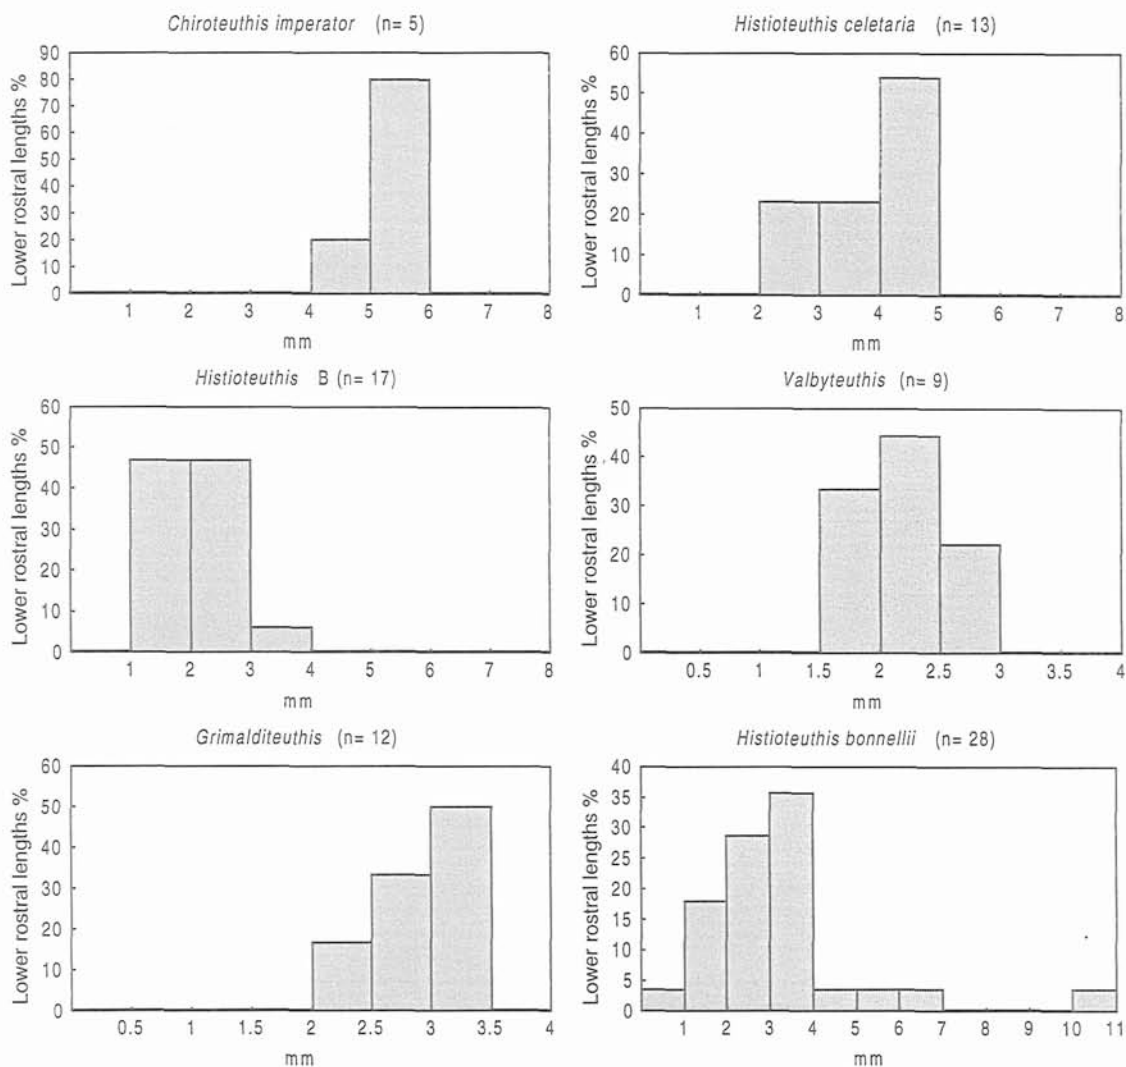 Chiroteuthis imperator (n= 5)
Lower rostral lengths %
90
80
70
60
50
40
30
20
10
0
1 2 3 4 5 6 7 8
mm
Histioteuthis celetaria (n= 13)
Lower rostral lengths %
60
50
40
30
20
10
0
1 2 3 4 5 6 7 8
mm
Histioteuthis B (n= 17)
Lower rostral lengths %
60
50
40
30
20
10
0
1 2 3 4 5 6 7 8
mm
Valbyteuthis (n= 9)
Lower rostral lengths %
50
40
30
20
10
0
0.5 1 1.5 2 2.5 3 3.5 4
mm
Grimalditeuthis (n= 12)
Lower rostral lengths %
60
50
40
30
20
10
0
0.5 1 1.5 2 2.5 3 3.5 4
mm
Histioteuthis bonnellii (n= 28)
Lower rostral lengths %
40
35
30
25
20
15
10
5
0
1 2 3 4 5 6 7 8 9 10 11
mm